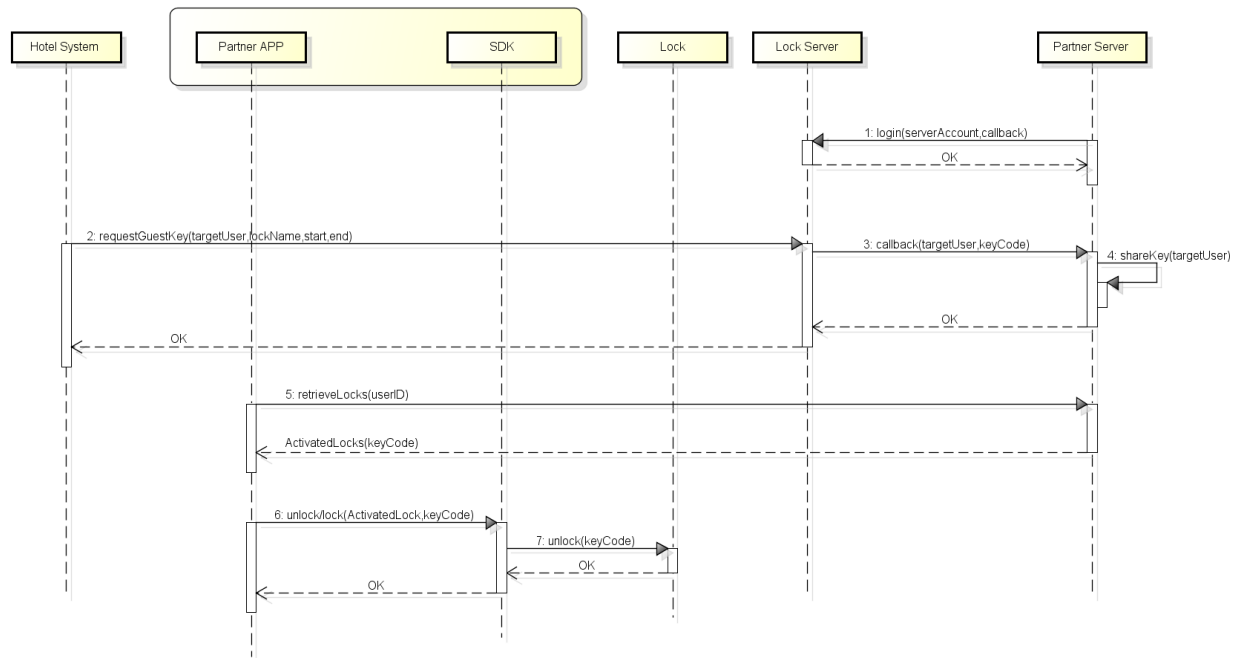 Hotel System
Partner APP
SDK
Lock
Lock Server
Partner Server
1: login(serverAccount,callback)
OK
2: requestGuestKey(targetUser,lockName,start,end)
3: callback(targetUser,keyCode)
4: shareKey(targetUser)
OK
OK
5: retrieveLocks(userID)
ActivatedLocks(keyCode)
6: unlock/lock(ActivatedLock,keyCode)
7: unlock(keyCode)
OK
OK